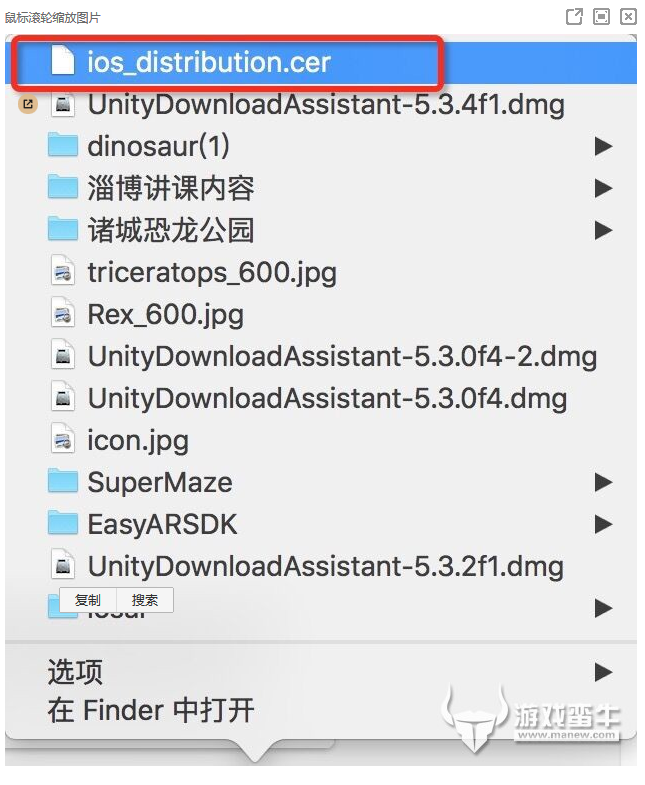 鼠标滚轮缩放图片
ios_distribution.cer
UnityDownloadAssistant-5.3.4f1.dmg
dinosaur(1)
淄博讲课内容
诸城恐龙公园
triceratops_600.jpg
Rex_600.jpg
UnityDownloadAssistant-5.3.0f4-2.dmg
UnityDownloadAssistant-5.3.0f4.dmg
icon.jpg
SuperMaze
EasyARSDK
UnityDownloadAssistant-5.3.2f1.dmg
复制 搜索
选项
在 Finder 中打开
游戏蛮牛
www.manew.com